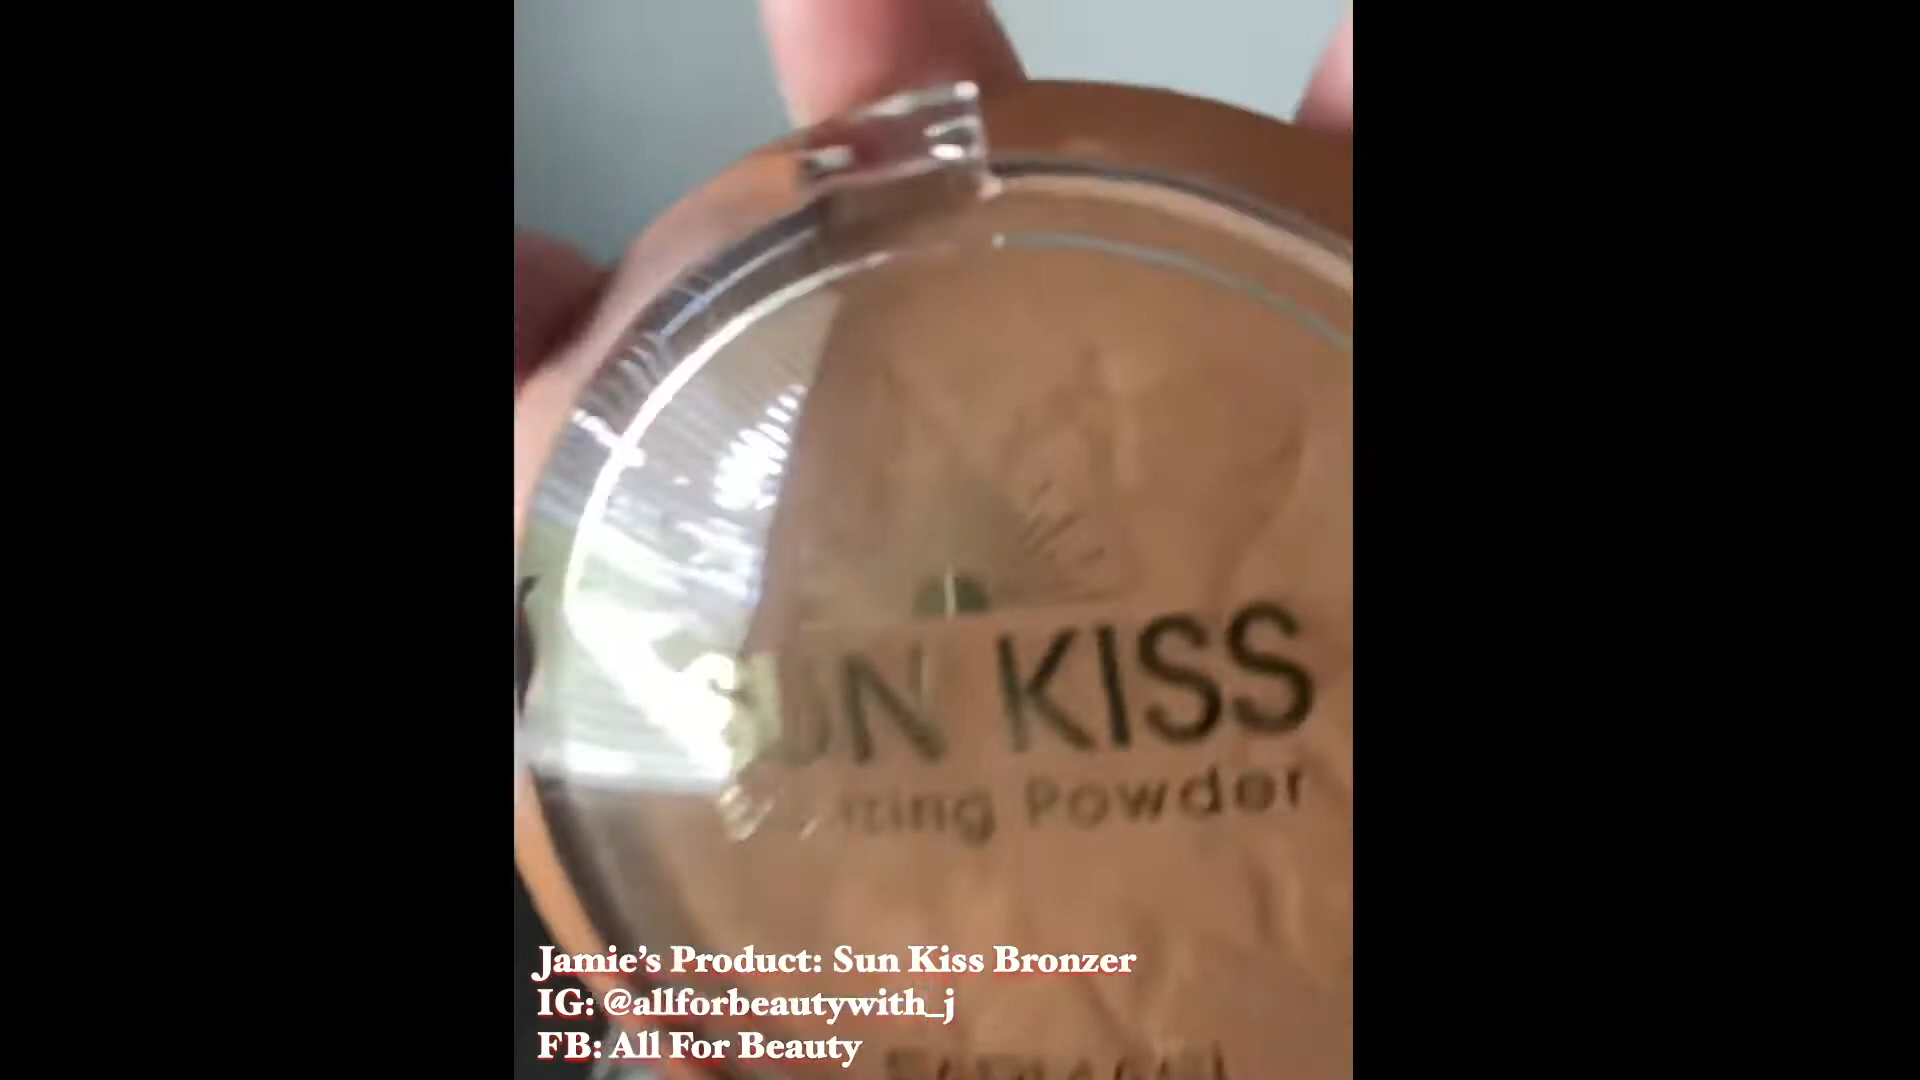 SUN KISS
Powder
Jamie's Product: Sun Kiss Bronzer
IG: @allforbeautywith_j
FB: All For Beauty